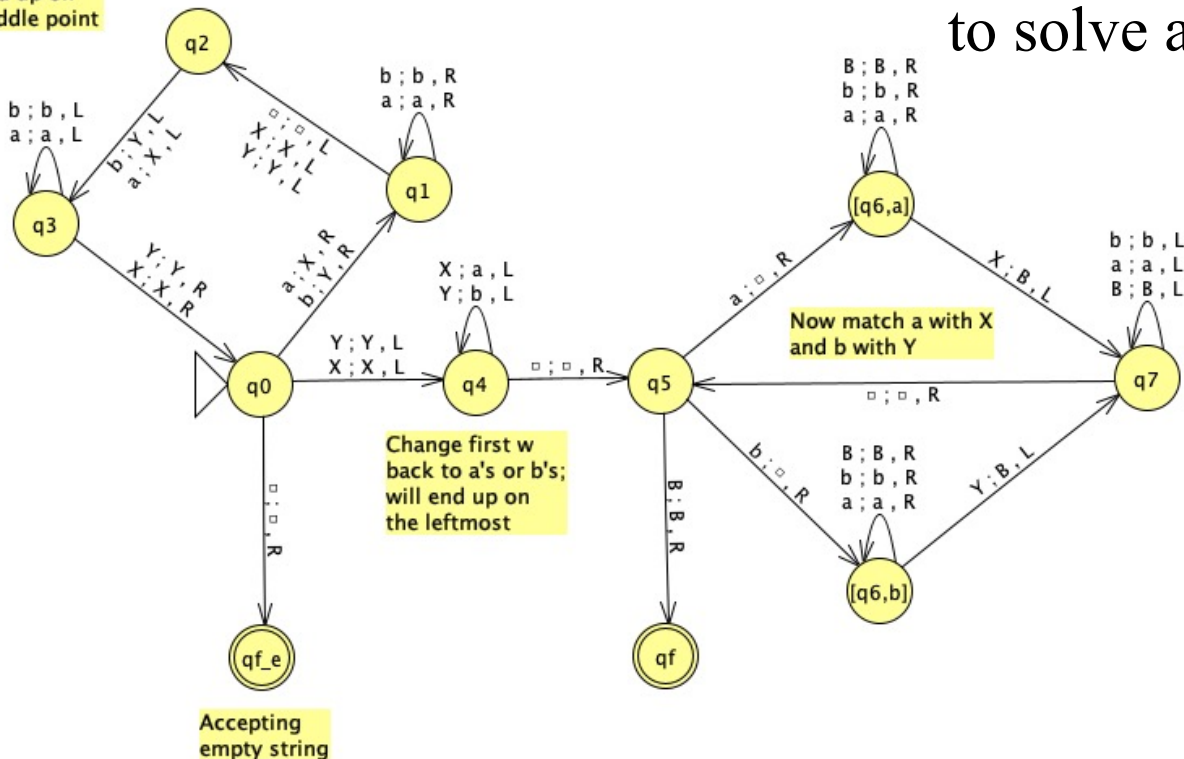 ddle point
to solve a
q2
b ; b , R
a ; a , R
B ; B , R
b ; b , R
a ; a , R
b ; b , L
a ; a , L
b ; Y , L
a ; X , L
□ ; □ , L
X ; X , L
Y ; Y , L
q1
[q6,a]
q3
Y ; Y , R
X ; X , R
a ; X , R
b ; Y , R
X ; a , L
Y ; b , L
a ; □ , R
X ; B , L
b ; b , L
a ; a , L
B ; B , L
Now match a with X
and b with Y
q0
Y ; Y , L
X ; X , L
q4
□ ; □ , R
q5
□ ; □ , R
q7
Change first w
back to a's or b's;
will end up on
the leftmost
□ ; □ , R
B ; B , R
b ; □ , R
B ; B , R
b ; b , R
a ; a , R
Y ; B , L
[q6,b]
qf_e
qf
Accepting
empty string